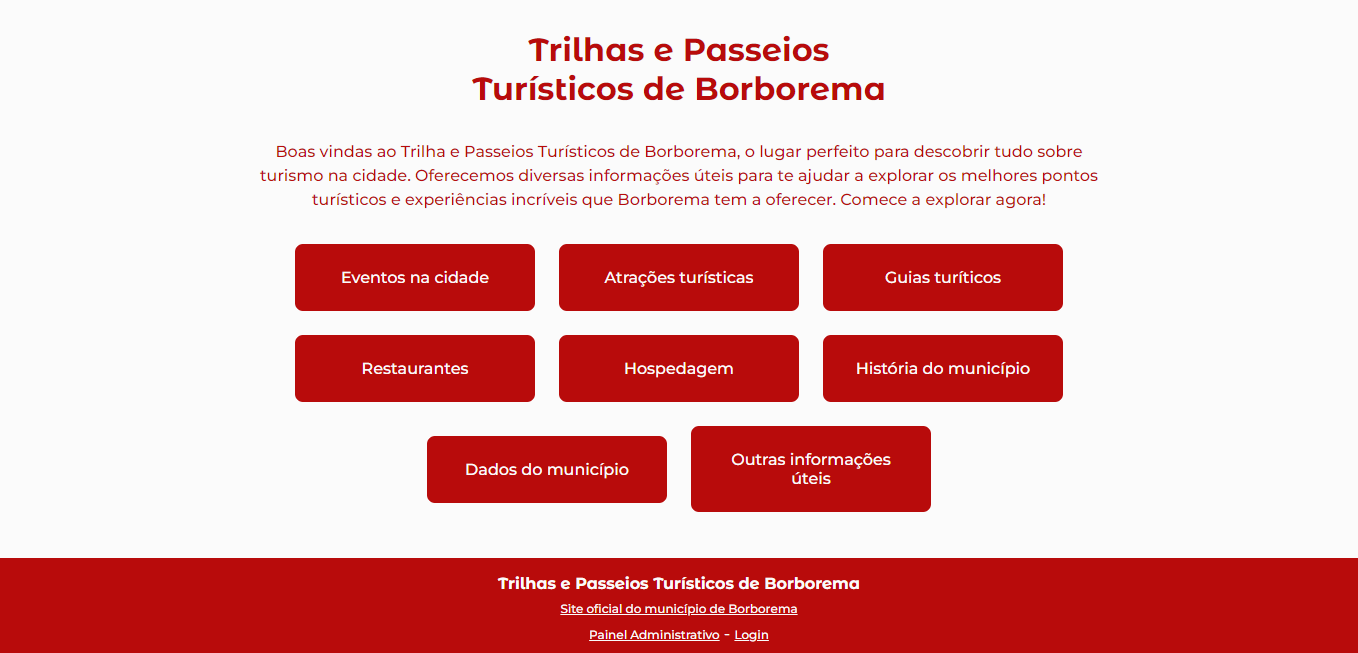 Trilhas e Passeios
Turísticos de Borborema
Boas vindas ao Trilha e Passeios Turísticos de Borborema, o lugar perfeito para descobrir tudo sobre
turismo na cidade. Oferecemos diversas informações úteis para te ajudar a explorar os melhores pontos
turísticos e experiências incríveis que Borborema tem a oferecer. Comece a explorar agora!
Eventos na cidade
Atrações turísticas
Guias turíticos
Restaurantes
Hospedagem
História do município
Dados do município
Outras informações
úteis
Trilhas e Passeios Turísticos de Borborema
Site oficial do município de Borborema
Painel Administrativo - Login